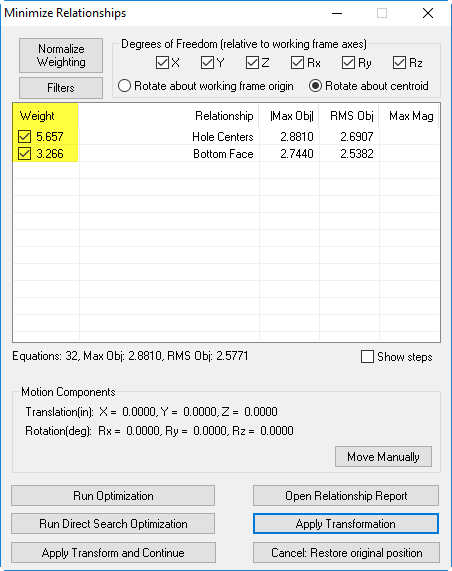 Minimize Relationships
Normalize
Weighting
Filters
Degrees of Freedom (relative to working frame axes)
X Y Z Rx Ry Rz
Rotate about working frame origin Rotate about centroid
Weight Relationship |Max Obj| RMS Obj Max Mag
5.657 Hole Centers 2.8810 2.6907
3.266 Bottom Face 2.7440 2.5382
Equations: 32, Max Obj: 2.8810, RMS Obj: 2.5771
Show steps
Motion Components
Translation(in): X = 0.0000, Y = 0.0000, Z = 0.0000
Rotation(deg): Rx = 0.0000, Ry = 0.0000, Rz = 0.0000
Move Manually
Run Optimization Open Relationship Report
Run Direct Search Optimization Apply Transformation
Apply Transform and Continue Cancel: Restore original position